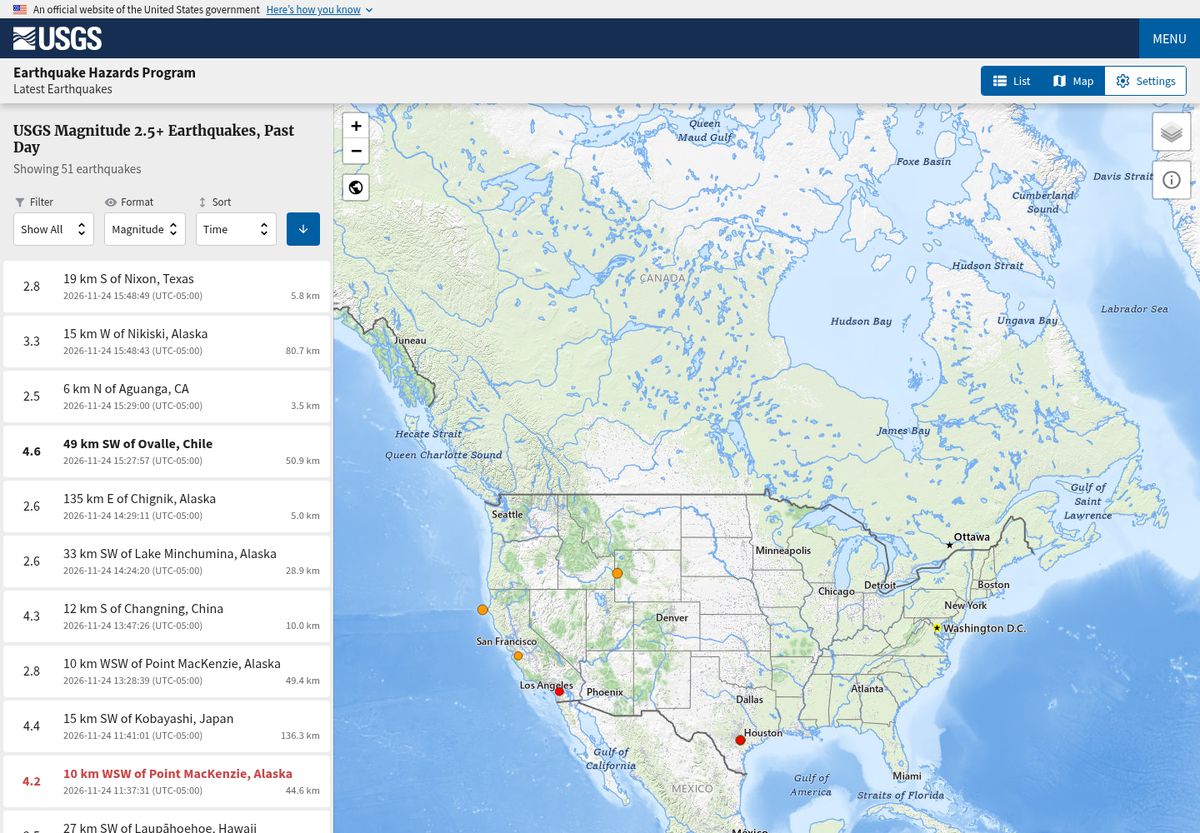 An official website of the United States government Here's how you know
USGS
MENU
Earthquake Hazards Program
Latest Earthquakes
List
Map
Settings
USGS Magnitude 2.5+ Earthquakes, Past
Day
Showing 51 earthquakes
Filter
Format
Sort
Show All
Magnitude
Time
2.8
19 km S of Nixon, Texas
2026-11-24 15:48:49 (UTC-05:00)
5.8 km
3.3
15 km W of Nikiski, Alaska
2026-11-24 15:48:43 (UTC-05:00)
80.7 km
2.5
6 km N of Aguanga, CA
2026-11-24 15:29:00 (UTC-05:00)
3.5 km
4.6
49 km SW of Ovalle, Chile
2026-11-24 15:27:57 (UTC-05:00)
50.9 km
2.6
135 km E of Chignik, Alaska
2026-11-24 14:29:11 (UTC-05:00)
5.0 km
2.6
33 km SW of Lake Minchumina, Alaska
2026-11-24 14:24:20 (UTC-05:00)
28.9 km
4.3
12 km S of Changning, China
2026-11-24 13:47:26 (UTC-05:00)
10.0 km
2.8
10 km WSW of Point MacKenzie, Alaska
2026-11-24 13:28:39 (UTC-05:00)
49.4 km
4.4
15 km SW of Kobayashi, Japan
2026-11-24 11:41:01 (UTC-05:00)
136.3 km
4.2
10 km WSW of Point MacKenzie, Alaska
2026-11-24 11:37:31 (UTC-05:00)
44.6 km
27 km SW of Laupāhoehoe, Hawaii
+
−
Queen
Maud Gulf
Foxe Basin
Davis Strait
Cumberland
Sound
Hudson Strait
CANADA
Labrador Sea
Hudson Bay
Ungava Bay
Juneau
James Bay
Hecate Strait
Queen Charlotte Sound
Gulf of
Saint
Lawrence
Seattle
Ottawa
Minneapolis
Boston
Chicago
Detroit
New York
Denver
Washington D.C.
San Francisco
Los Angeles
Phoenix
Atlanta
Dallas
Houston
Gulf of
California
Gulf of
America
Miami
Straits of Florida
MEXICO
México